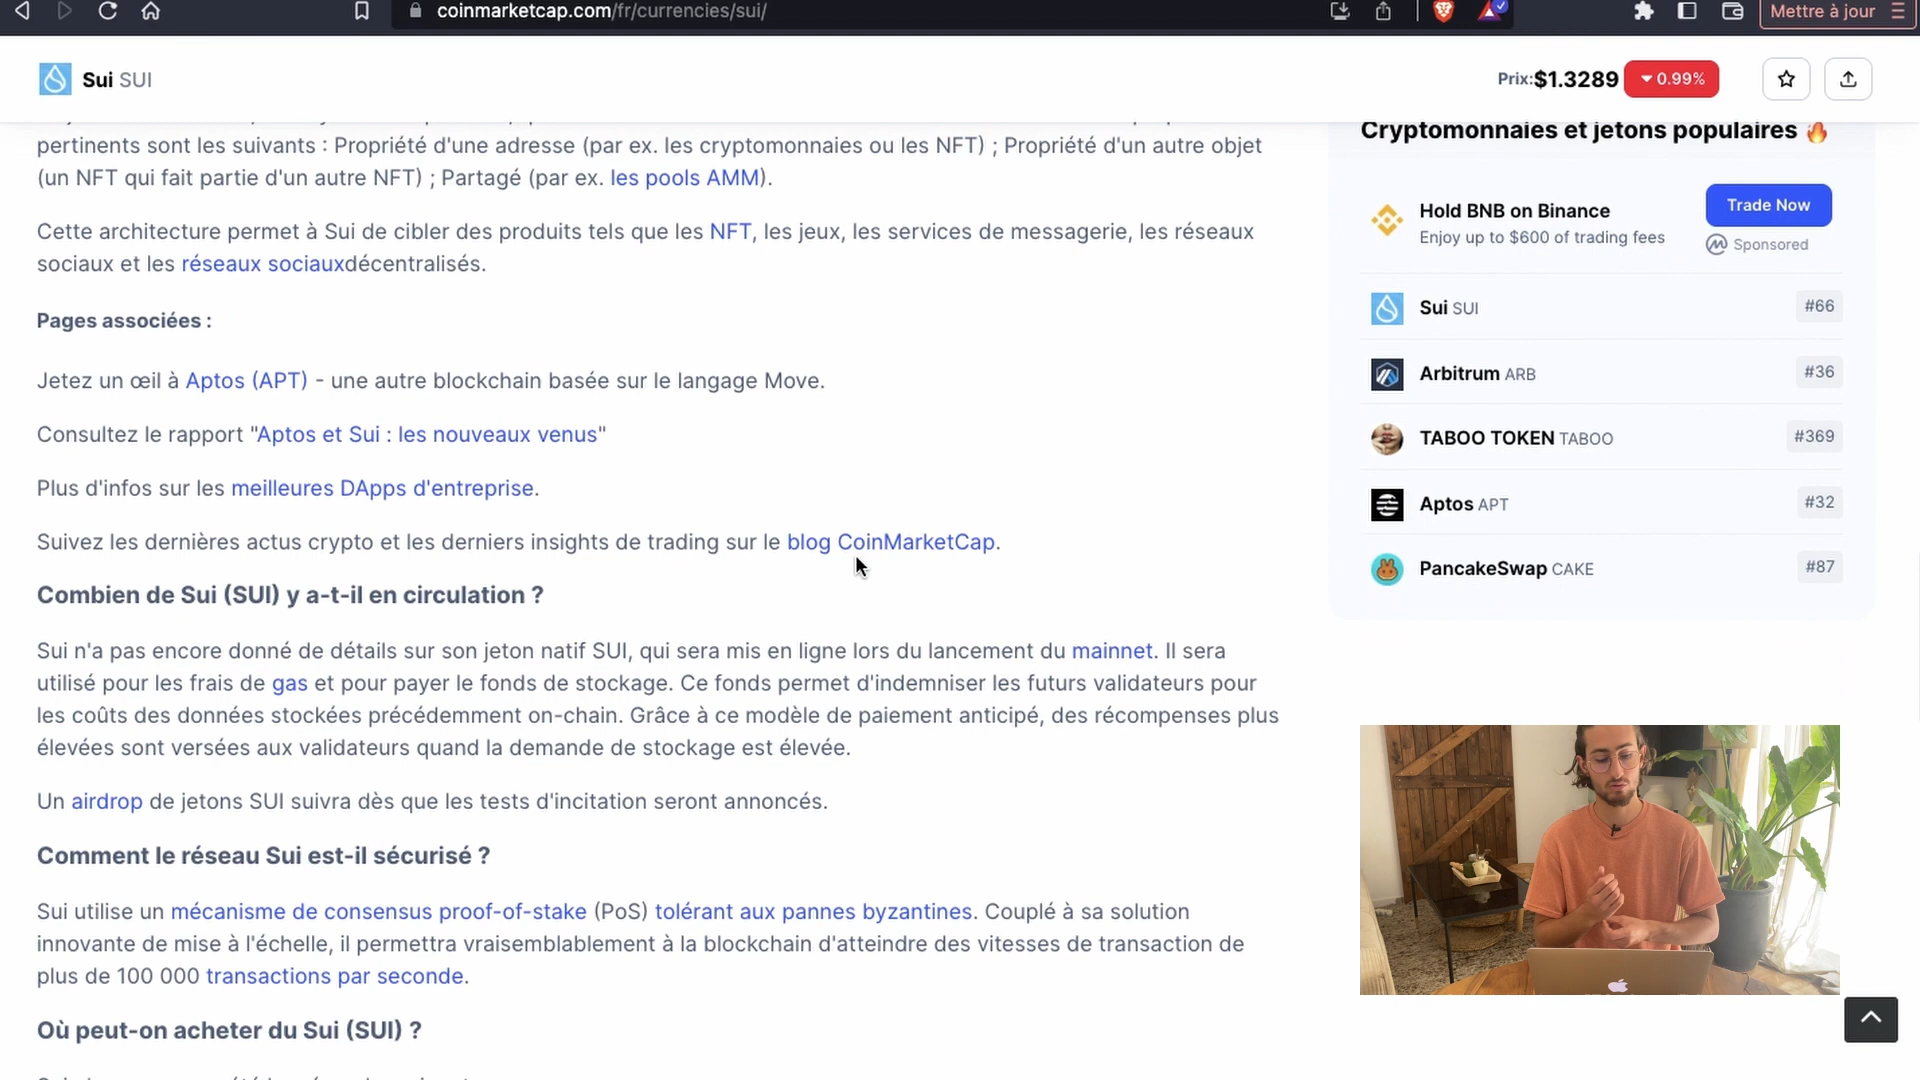 coinmarketcap.com/fr/currencies/sui/
Mettre à jour
Sui SUI
Prix:$1.3289
0.99%
pertinents sont les suivants : Propriété d'une adresse (par ex. les cryptomonnaies ou les NFT) ; Propriété d'un autre objet
(un NFT qui fait partie d'un autre NFT) ; Partagé (par ex. les pools AMM).
Cette architecture permet à Sui de cibler des produits tels que les NFT, les jeux, les services de messagerie, les réseaux
sociaux et les réseaux sociauxdécentralisés.
Pages associées :
Jetez un œil à Aptos (APT) - une autre blockchain basée sur le langage Move.
Consultez le rapport "Aptos et Sui : les nouveaux venus"
Plus d'infos sur les meilleures DApps d'entreprise.
Suivez les dernières actus crypto et les derniers insights de trading sur le blog CoinMarketCap.
Combien de Sui (SUI) y a-t-il en circulation ?
Sui n'a pas encore donné de détails sur son jeton natif SUI, qui sera mis en ligne lors du lancement du mainnet. Il sera
utilisé pour les frais de gas et pour payer le fonds de stockage. Ce fonds permet d'indemniser les futurs validateurs pour
les coûts des données stockées précédemment on-chain. Grâce à ce modèle de paiement anticipé, des récompenses plus
élevées sont versées aux validateurs quand la demande de stockage est élevée.
Un airdrop de jetons SUI suivra dès que les tests d'incitation seront annoncés.
Comment le réseau Sui est-il sécurisé ?
Sui utilise un mécanisme de consensus proof-of-stake (PoS) tolérant aux pannes byzantines. Couplé à sa solution
innovante de mise à l'échelle, il permettra vraisemblablement à la blockchain d'atteindre des vitesses de transaction de
plus de 100 000 transactions par seconde.
Où peut-on acheter du Sui (SUI) ?
Cryptomonnaies et jetons populaires 🔥
Hold BNB on Binance
Enjoy up to $600 of trading fees
Trade Now
Sponsored
Sui SUI
#66
Arbitrum ARB
#36
TABOO TOKEN TABOO
#369
Aptos APT
#32
PancakeSwap CAKE
#87